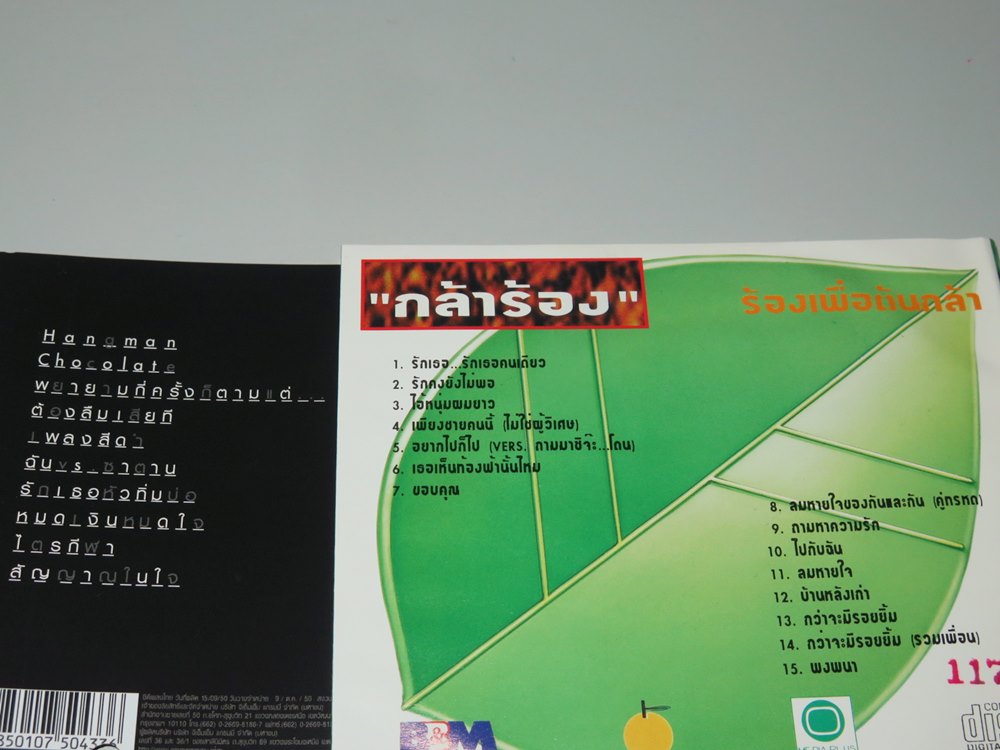 Hanaman
Chocolate
พยายามกี่ครั้งก็ตามแต่...
ต้องลืมเสียที
เพลงสีดำ
ฉันvs.ซาตาน
รักเธอหัวทิ่มบ่อ
หมดเงินหมดใจ
ไตรกีฬา
สัญญาณในใจ
"กล้าร้อง"
ร้องเพื่อต้นกล้า
1. รักเธอ...รักเธอคนเดียว
2. รักคงยังไม่พอ
3. ไอ้หนุ่มผมยาว
4. เพียงชายคนนี้ (ไม่ใช่ผู้วิเศษ)
5. อยากไปก็ไป (VERS. ถามมาซิจ๊ะ...โดน)
6. เธอเห็นท้องฟ้านั้นไหม
7. ขอบคุณ
8. ลมหายใจของกันและกัน (คู่ทรหด)
9. ถามหาความรัก
10. ไปกับฉัน
11. ลมหายใจ
12. บ้านหลังเก่า
13. กว่าจะมีรอยยิ้ม
14. กว่าจะมีรอยยิ้ม (รวมเพื่อน)
15. พงพนา
117
MEDIA PLUS